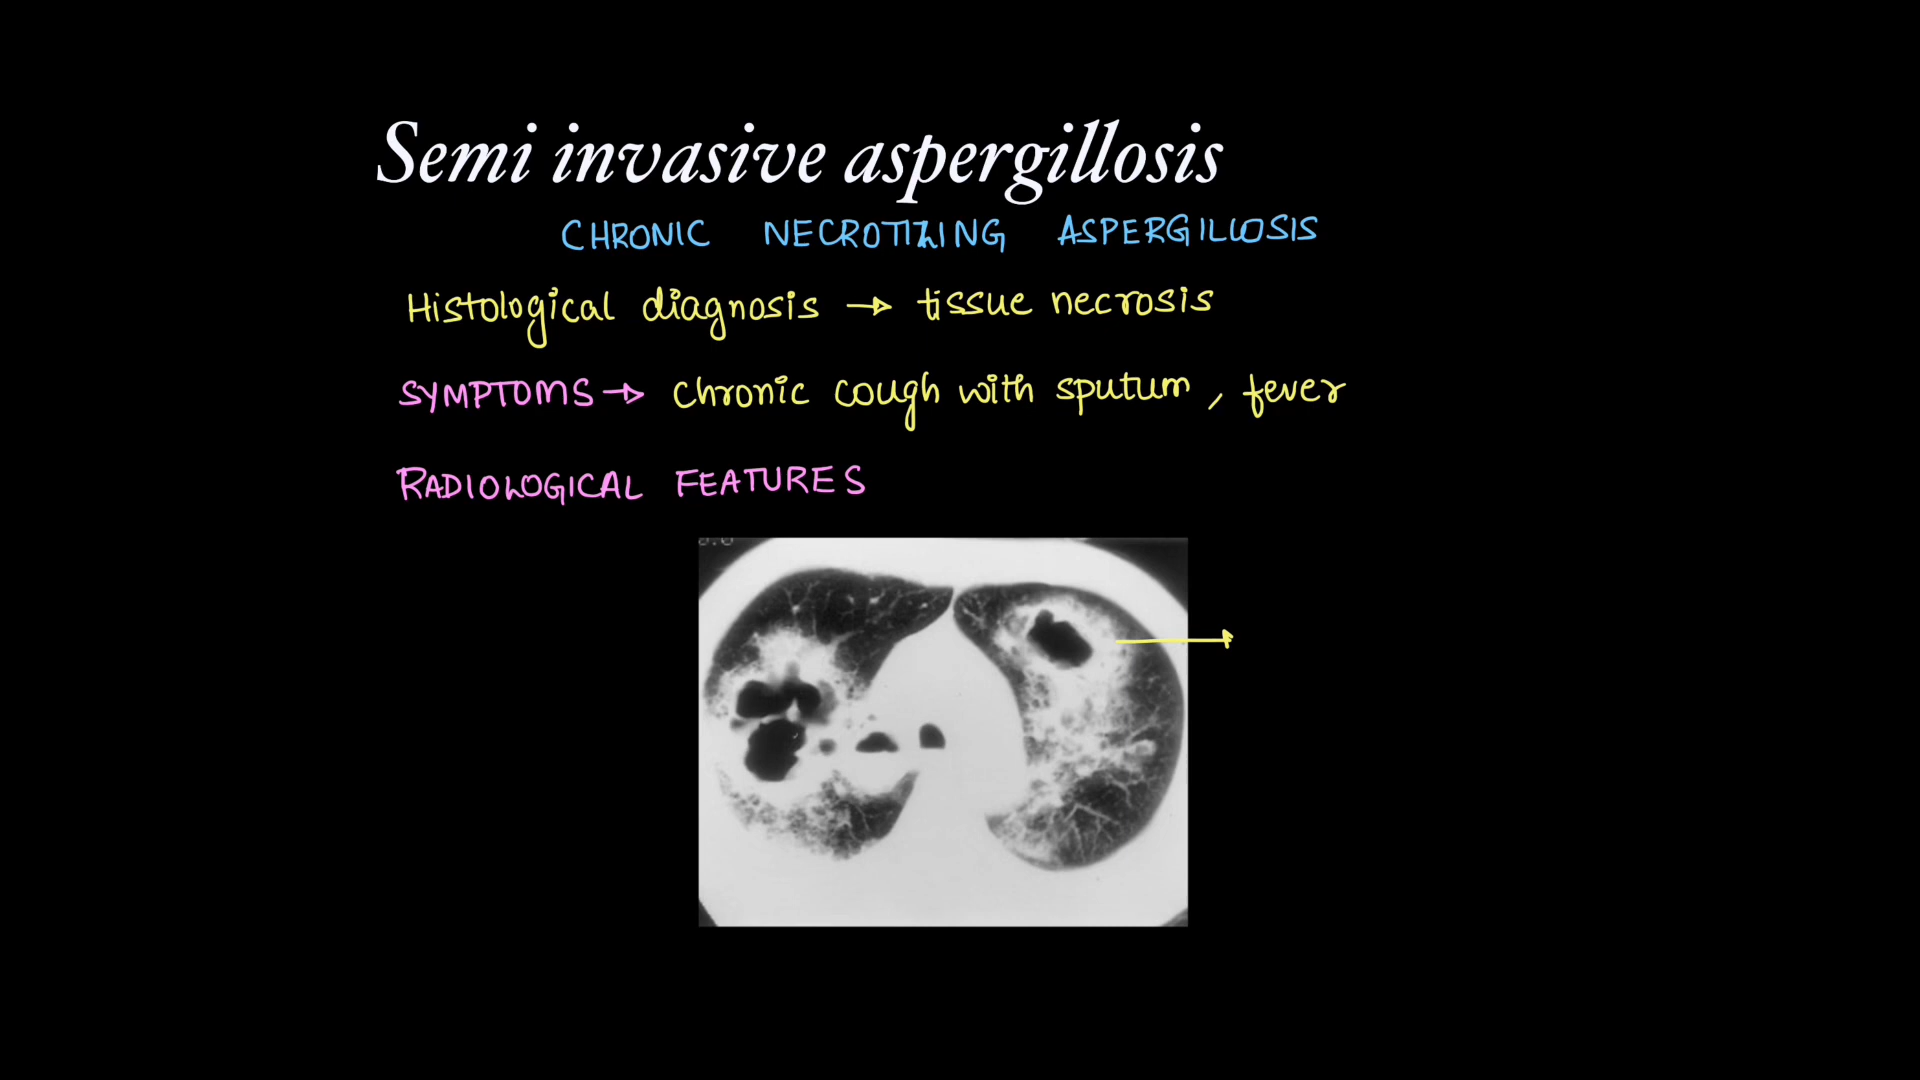 Semi invasive aspergillosis
CHRONIC NECROTIZING ASPERGILLOSIS
Histological diagnosis → tissue necrosis
SYMPTOMS → chronic cough with sputum, fever
RADIOLOGICAL FEATURES